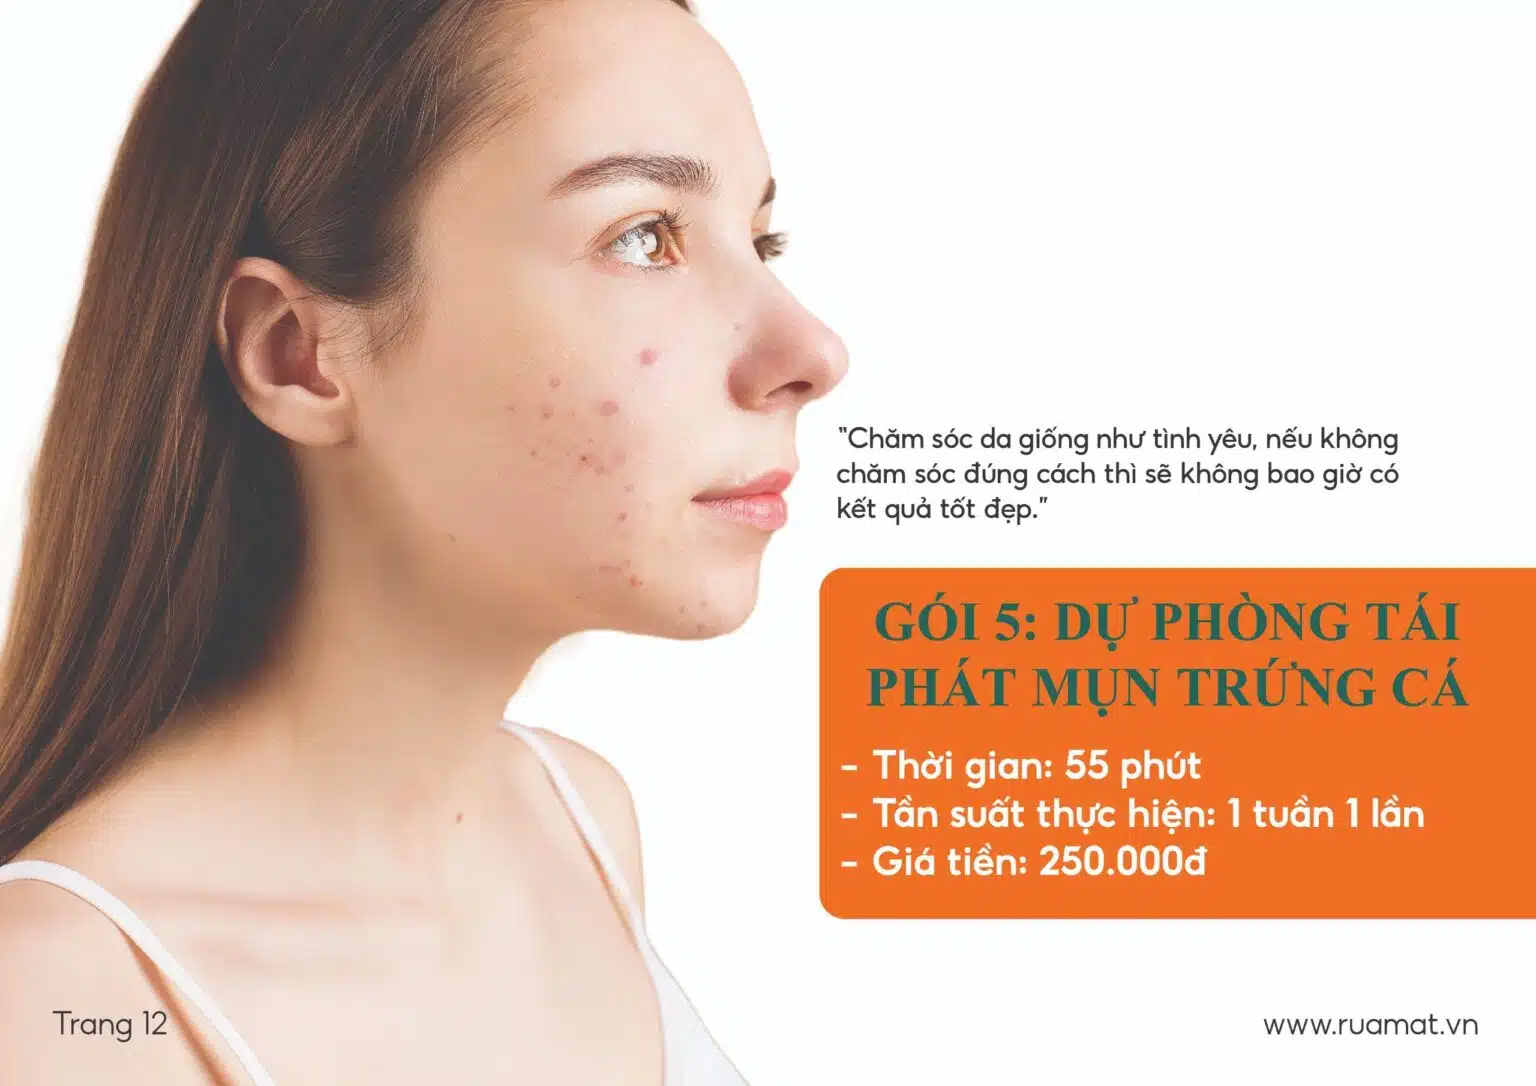 "Chăm sóc da giống như tình yêu, nếu không
chăm sóc đúng cách thì sẽ không bao giờ có
kết quả tốt đẹp."
GÓI 5: DỰ PHÒNG TÁI
PHÁT MỤN TRỨNG CÁ
- Thời gian: 55 phút
- Tần suất thực hiện: 1 tuần 1 lần
- Giá tiền: 250.000đ
Trang 12
www.ruamat.vn